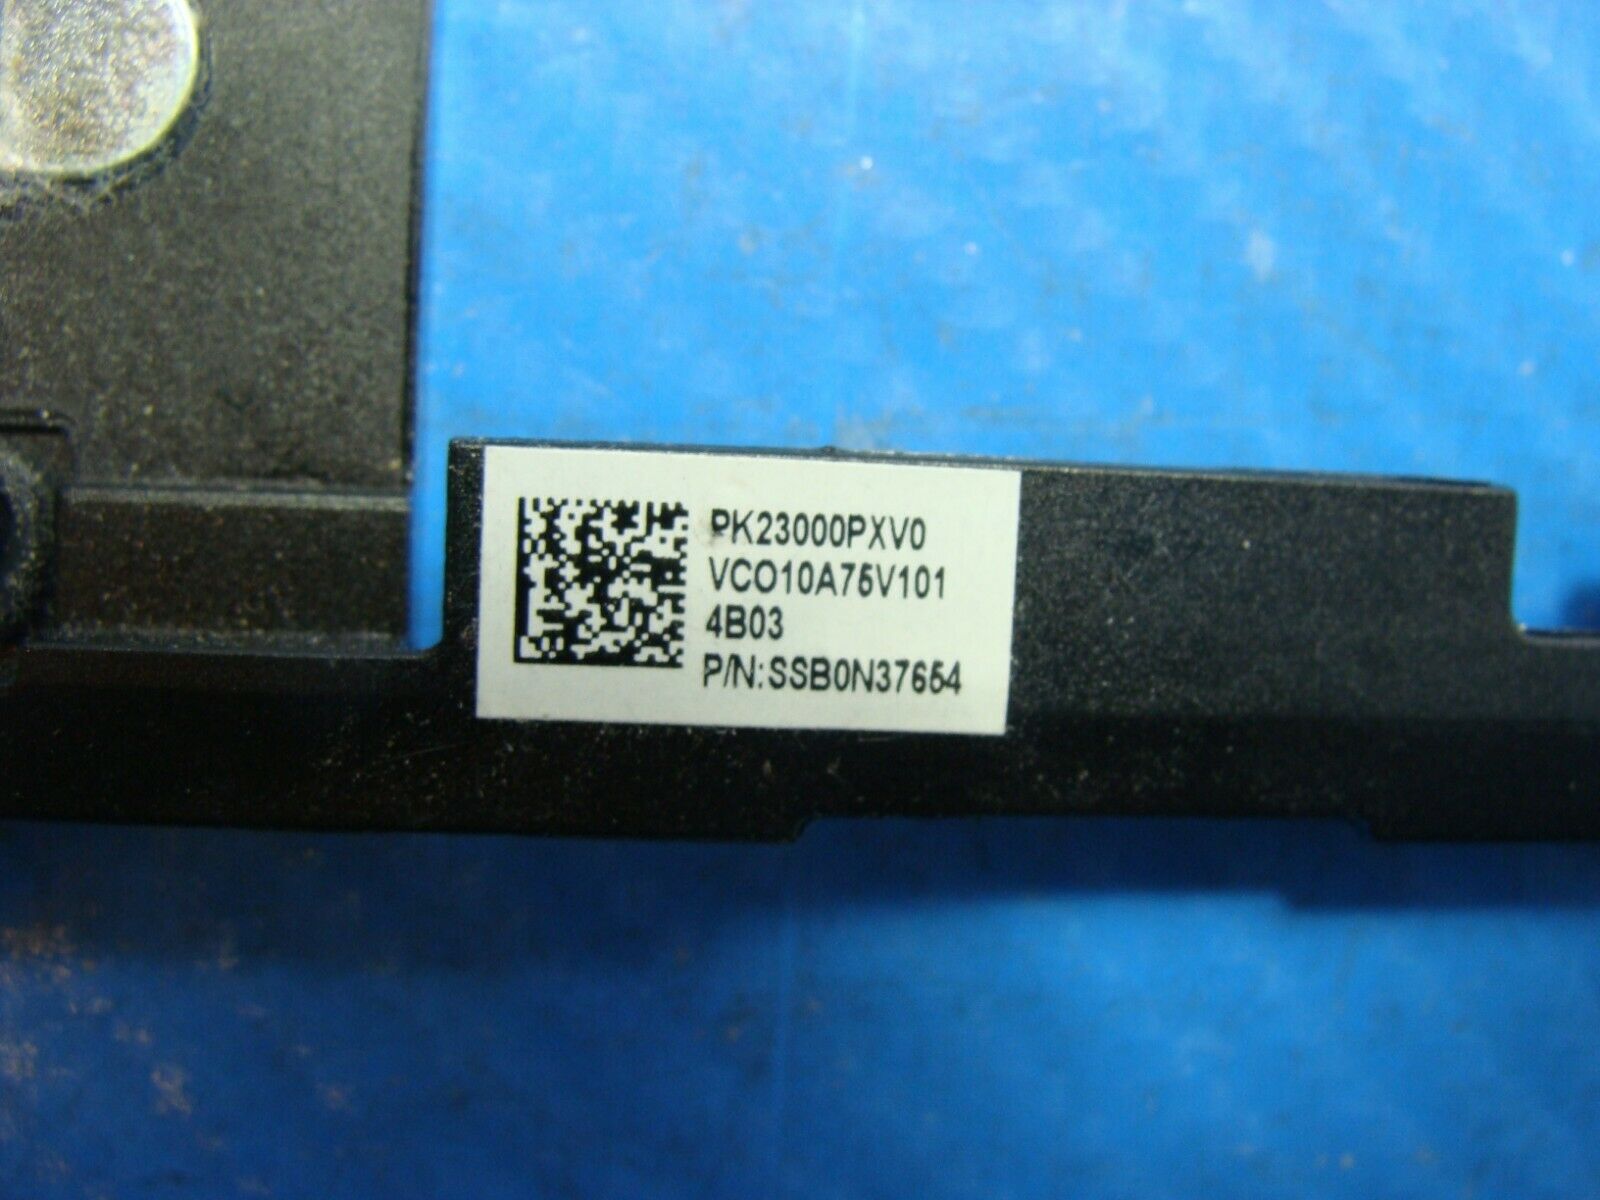 PK23000PXV0
VCO10A75V101
4B03
P/N:SSB0N37654